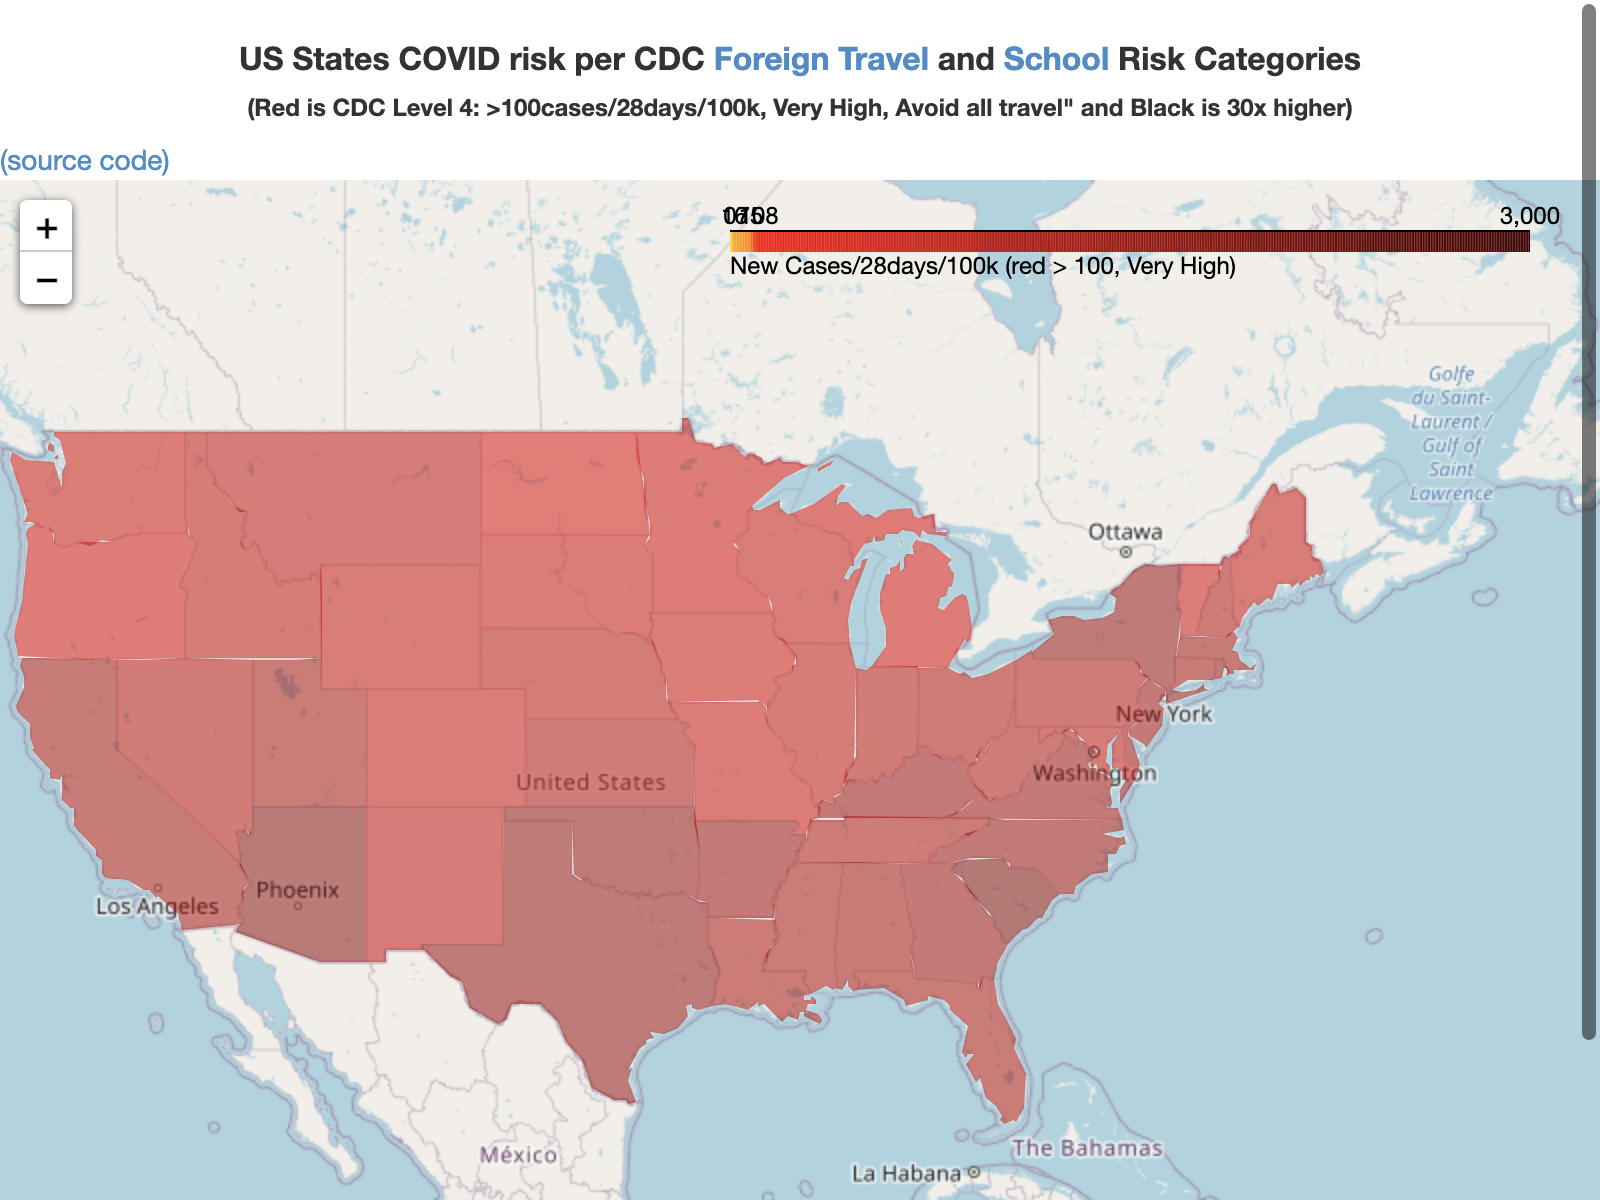 US States COVID risk per CDC Foreign Travel and School Risk Categories
(Red is CDC Level 4: >100cases/28days/100k, Very High, Avoid all travel" and Black is 30x higher)
(source code)
+
−
3,000
New Cases/28days/100k (red > 100, Very High)
Golfe
du Saint-
Laurent /
Gulf of
Saint
Lawrence
Ottawa
New York
Washington
United States
Phoenix
Los Angeles
México
The Bahamas
La Habana